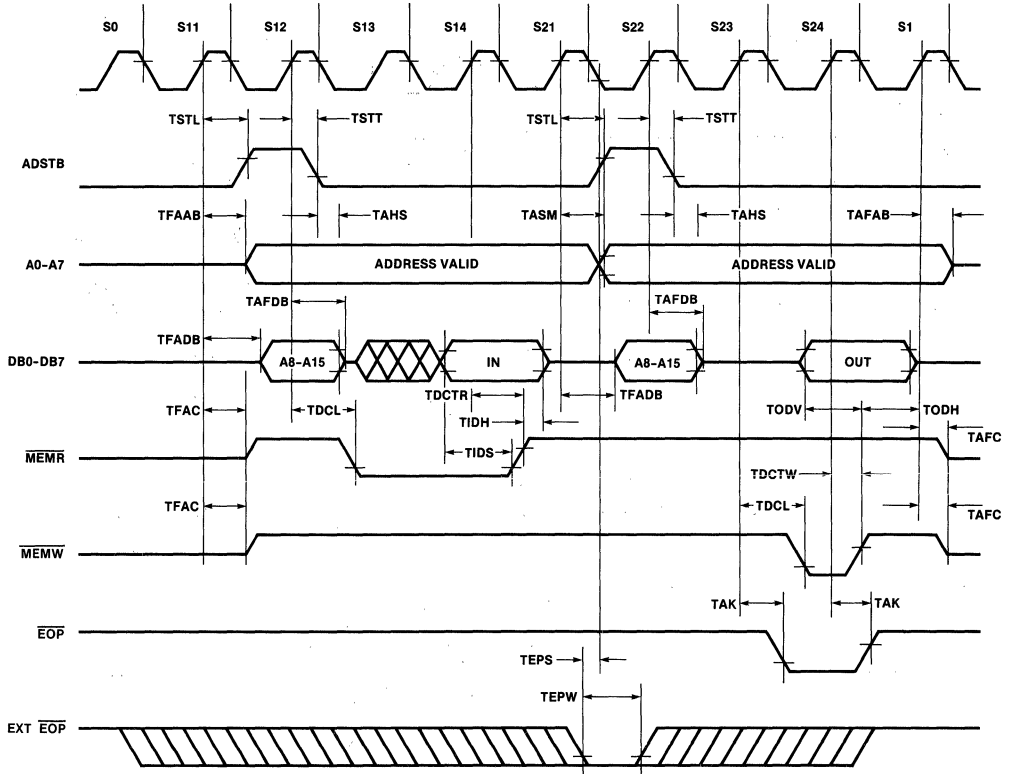 S0 S11 S12 S13 S14 S21 S22 S23 S24 S1
TSTL TSTT TSTL TSTT
ADSTB
TFAAB TAHS TASM TAHS TAFAB
A0–A7 ADDRESS VALID ADDRESS VALID
TAFDB TAFDB
TFADB
DB0–DB7 A8–A15 IN A8–A15 OUT
TDCTR TFADB
TFAC TDCL TIDH TODV TODH
TAFC
MEMR TIDS
TDCTW
TFAC TDCL TAFC
MEMW
TAK TAK
EOP
TEPS
TEPW
EXT EOP